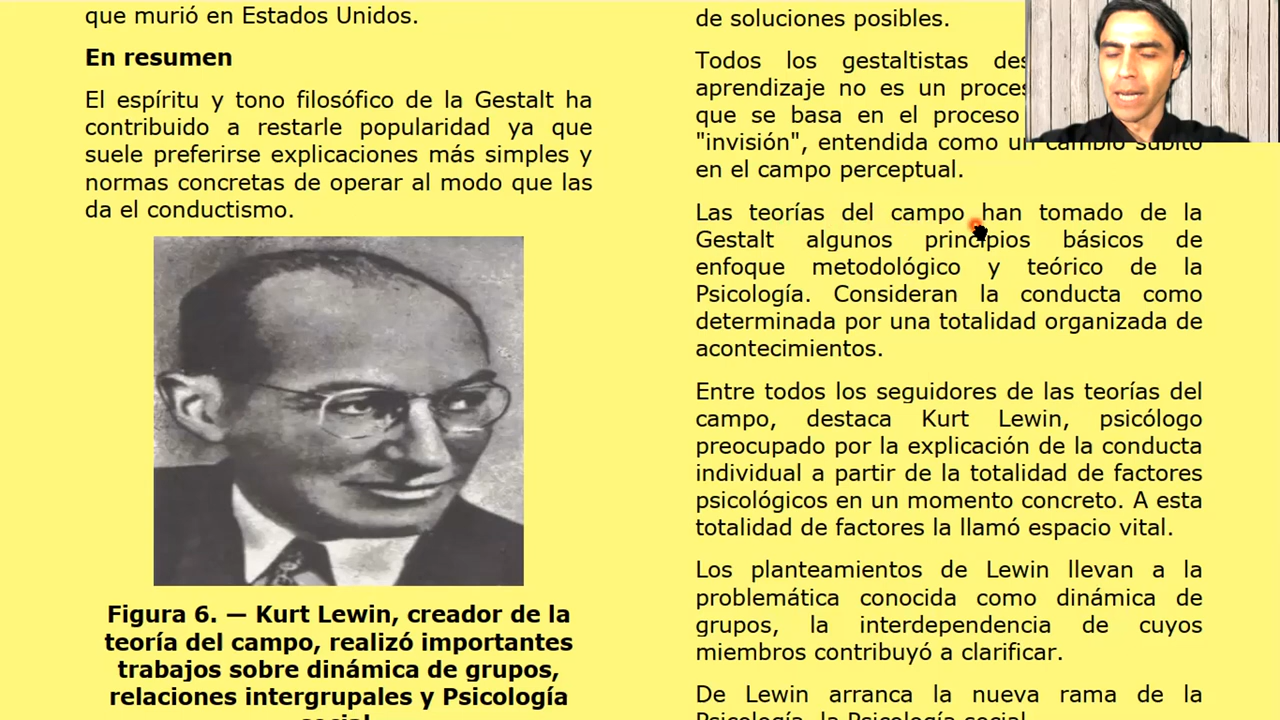 que murió en Estados Unidos.
En resumen
El espíritu y tono filosófico de la Gestalt ha
contribuido a restarle popularidad ya que
suele preferirse explicaciones más simples y
normas concretas de operar al modo que las
da el conductismo.
Figura 6. — Kurt Lewin, creador de la
teoría del campo, realizó importantes
trabajos sobre dinámica de grupos,
relaciones intergrupales y Psicología
de soluciones posibles.
Todos los gestaltistas
aprendizaje no es un
que se basa en el proceso
"invisión", entendida como un cambio súbito
en el campo perceptual.
Las teorías del campo han tomado de la
Gestalt algunos principios básicos de
enfoque metodológico y teórico de la
Psicología. Consideran la conducta como
determinada por una totalidad organizada de
acontecimientos.
Entre todos los seguidores de las teorías del
campo, destaca Kurt Lewin, psicólogo
preocupado por la explicación de la conducta
individual a partir de la totalidad de factores
psicológicos en un momento concreto. A esta
totalidad de factores la llamó espacio vital.
Los planteamientos de Lewin llevan a la
problemática conocida como dinámica de
grupos, la interdependencia de cuyos
miembros contribuyó a clarificar.
De Lewin arranca la nueva rama de la
Psicología, la Psicología social.